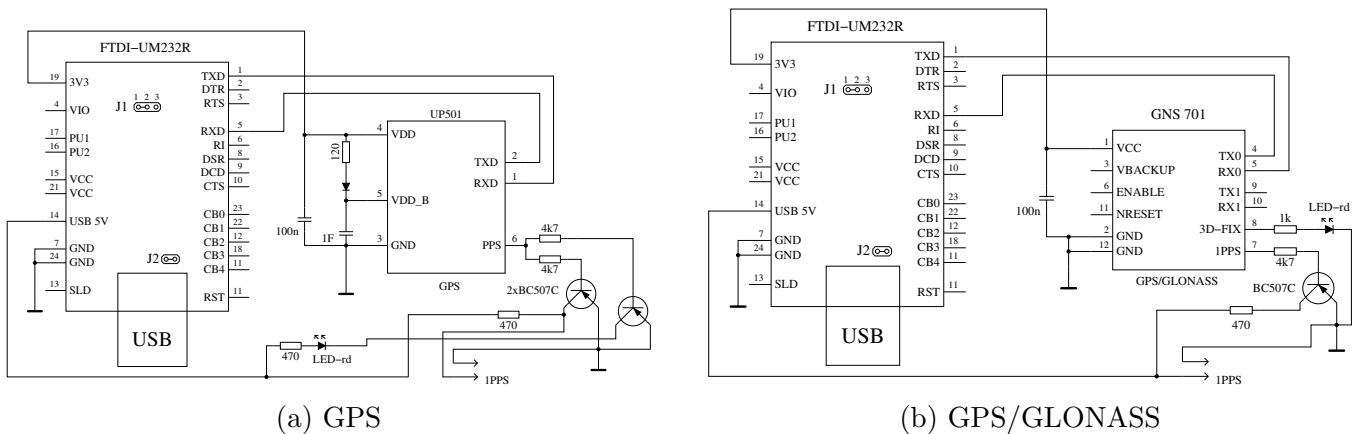 FTDI-UM232R
19 3V3
4 VIO
17 PU1
16 PU2
15 VCC
21 VCC
14 USB 5V
7 GND
24 GND
13 SLD
J1 1 2 3
J2
TXD 1
DTR 2
RTS 3
RXD 5
RI 6
DSR 8
DCD 9
CTS 10
CB0 23
CB1 22
CB2 12
CB3 18
CB4 11
RST 11
USB
UP501
4 VDD
5 VDD_B
3 GND
TXD 2
RXD 1
PPS 6
GPS
120
1F
100n
4k7
4k7
2xBC507C
470
470
LED-rd
1PPS
(a) GPS
FTDI-UM232R
19 3V3
4 VIO
17 PU1
16 PU2
15 VCC
21 VCC
14 USB 5V
7 GND
24 GND
13 SLD
J1 1 2 3
J2
TXD 1
DTR 2
RTS 3
RXD 5
RI 6
DSR 8
DCD 9
CTS 10
CB0 23
CB1 22
CB2 12
CB3 18
CB4 11
RST 11
USB
GNS 701
1 VCC
3 VBACKUP
6 ENABLE
11 NRESET
2 GND
12 GND
TX0 4
RX0 5
TX1 9
RX1 10
3D-FIX 8
1PPS 7
GPS/GLONASS
100n
1k
LED-rd
4k7
BC507C
470
1PPS
(b) GPS/GLONASS